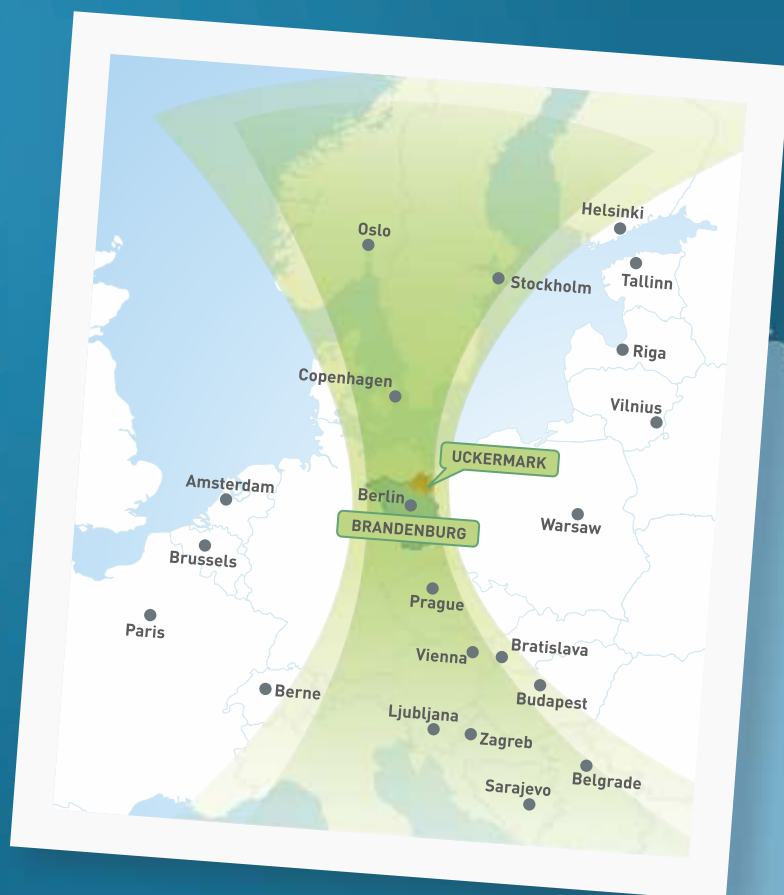 Helsinki
Oslo
Tallinn
Stockholm
Riga
Copenhagen
Vilnius
UCKERMARK
Amsterdam
Berlin
Warsaw
BRANDENBURG
Brussels
Prague
Paris
Bratislava
Vienna
Berne
Budapest
Ljubljana
Zagreb
Belgrade
Sarajevo